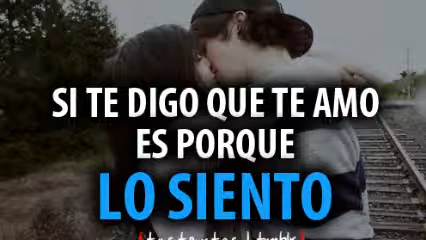 SI TE DIGO QUE TE AMO
ES PORQUE
LO SIENTO